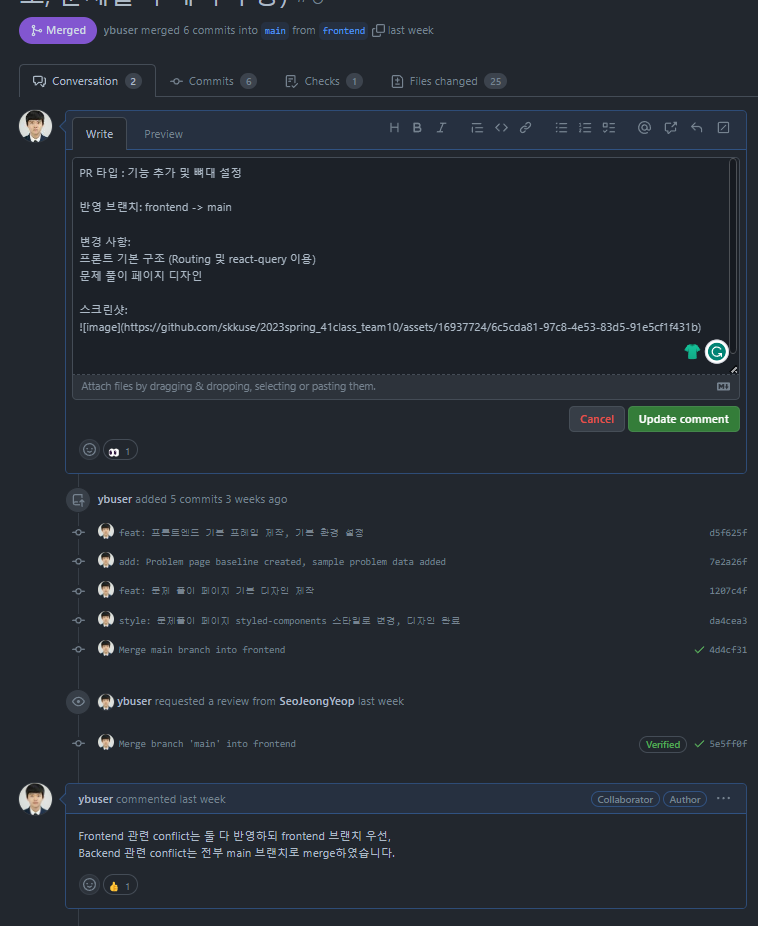 Merged ybuser merged 6 commits into main from frontend last week
Conversation 2 Commits 6 Checks 1 Files changed 25
Write Preview
PR 타입 : 기능 추가 및 뼈대 설정
반영 브랜치: frontend -> main
변경 사항:
프론트 기본 구조 (Routing 및 react-query 이용)
문제 풀이 페이지 디자인
스크린샷:
![image](https://github.com/skkuse/2023spring_41class_team10/assets/16937724/6c5cda81-97c8-4e53-83d5-91e5cf1f431b)
Attach files by dragging & dropping, selecting or pasting them.
Cancel Update comment
1
ybuser added 5 commits 3 weeks ago
feat: 프론트엔드 기본 프레임 제작, 기본 환경 설정 d5f625f
add: Problem page baseline created, sample problem data added 7e2a26f
feat: 문제 풀이 페이지 기본 디자인 제작 1207c4f
style: 문제풀이 페이지 styled-components 스타일로 변경, 디자인 완료 da4cea3
Merge main branch into frontend 4d4cf31
ybuser requested a review from SeoJeongYeop last week
Merge branch 'main' into frontend Verified 5e5ff0f
ybuser commented last week Collaborator Author
Frontend 관련 conflict는 둘 다 반영하되 frontend 브랜치 우선,
Backend 관련 conflict는 전부 main 브랜치로 merge하였습니다.
1